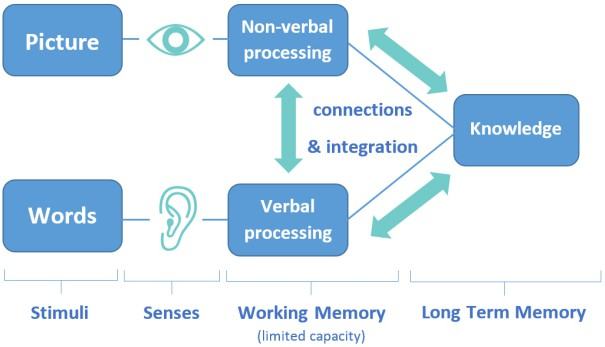 Picture
Non-verbal
processing
connections
& integration
Knowledge
Words
Verbal
processing
Stimuli
Senses
Working Memory
(limited capacity)
Long Term Memory